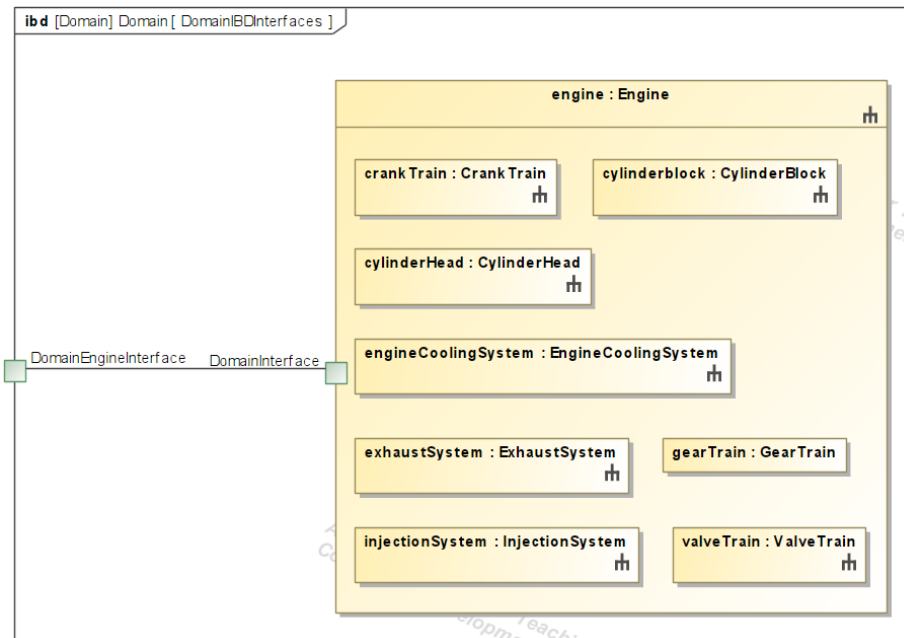 ibd [Domain] Domain [ DomainIBDInterfaces ]
engine : Engine
crankTrain : CrankTrain
cylinderblock : CylinderBlock
cylinderHead : CylinderHead
DomainEngineInterface
DomainInterface
engineCoolingSystem : EngineCoolingSystem
exhaustSystem : ExhaustSystem
gearTrain : GearTrain
injectionSystem : InjectionSystem
valveTrain : ValveTrain